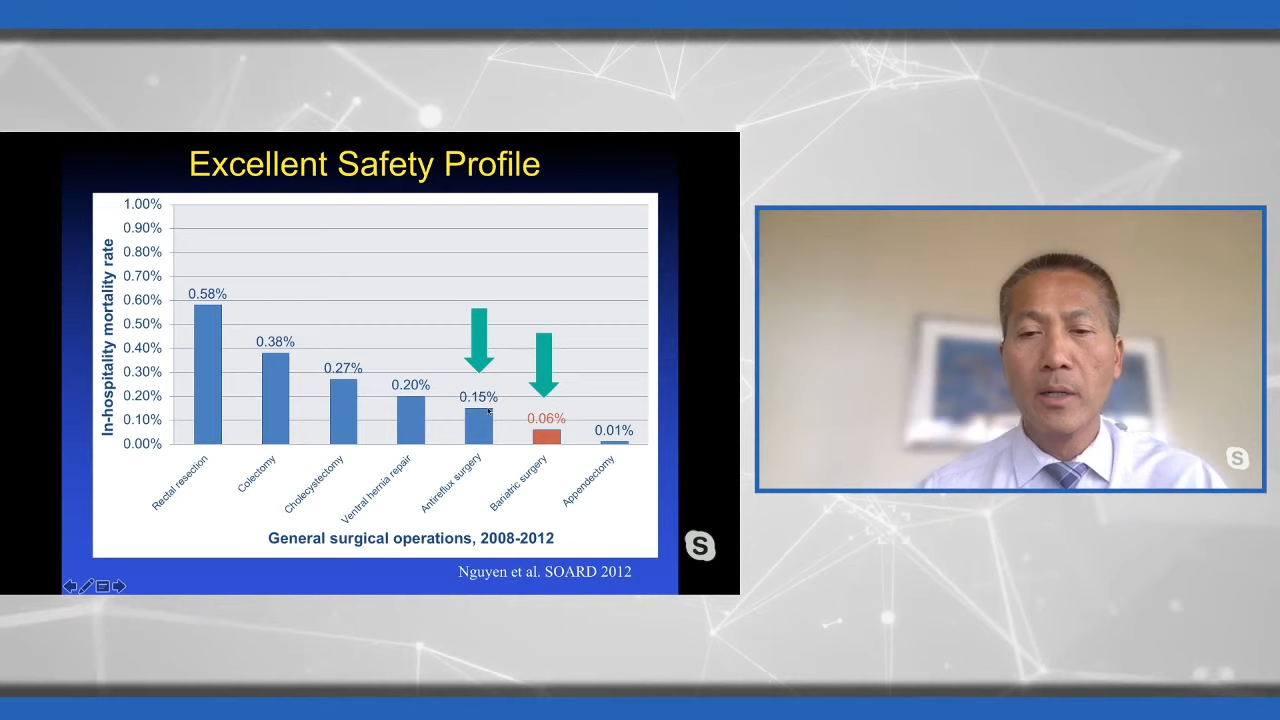 Excellent Safety Profile
In-hospitality mortality rate
1.00%
0.90%
0.80%
0.70%
0.60%
0.50%
0.40%
0.30%
0.20%
0.10%
0.00%
0.58%
0.38%
0.27%
0.20%
0.15%
0.06%
0.01%
Rectal resection
Colectomy
Cholecystectomy
Ventral hernia repair
Antireflux surgery
Bariatric surgery
Appendectomy
General surgical operations, 2008-2012
Nguyen et al. SOARD 2012
S
S